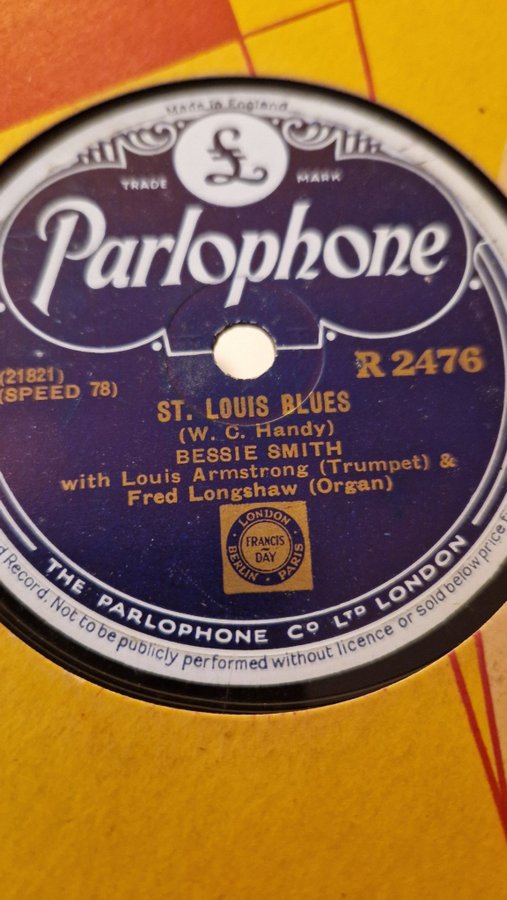 Made in England
£
TRADE MARK
Parlophone
(21821)
(SPEED 78)
R 2476
ST. LOUIS BLUES
(W. C. Handy)
BESSIE SMITH
with Louis Armstrong (Trumpet) &
Fred Longshaw (Organ)
LONDON
FRANCIS
DAY
BERLIN · PARIS
THE PARLOPHONE CO LTD LONDON
Record. Not to be publicly performed without licence or sold below price